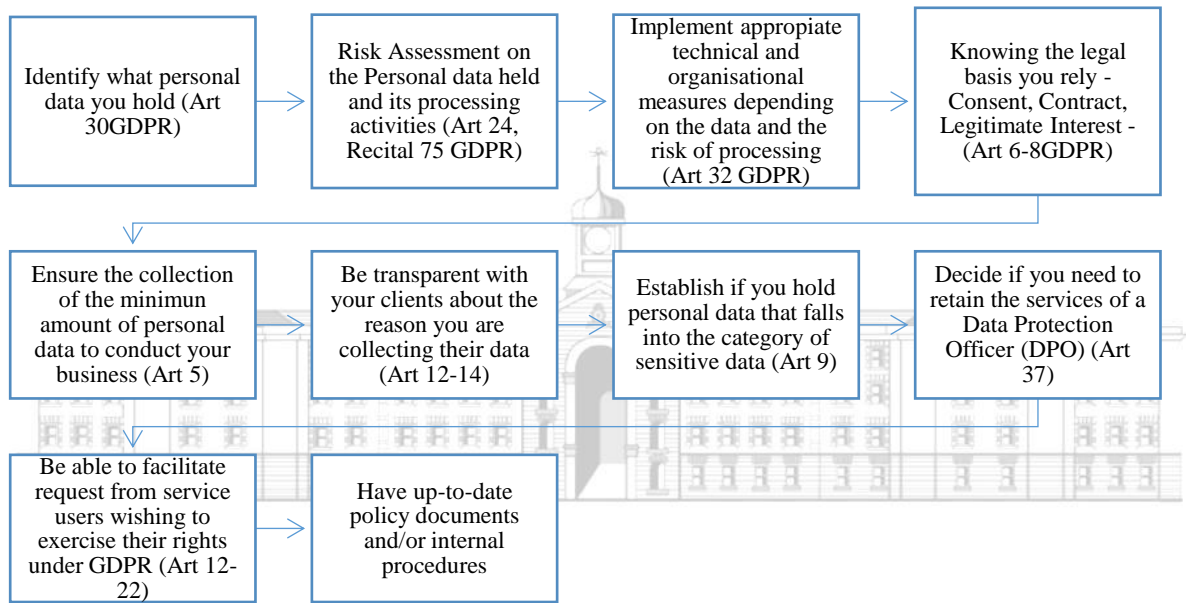 Identify what personal
data you hold (Art
30GDPR)
Risk Assessment on
the Personal data held
and its processing
activities (Art 24,
Recital 75 GDPR)
Implement appropiate
technical and
organisational
measures depending
on the data and the
risk of processing
(Art 32 GDPR)
Knowing the legal
basis you rely -
Consent, Contract,
Legitimate Interest -
(Art 6-8GDPR)
Ensure the collection
of the minimun
amount of personal
data to conduct your
business (Art 5)
Be transparent with
your clients about the
reason you are
collecting their data
(Art 12-14)
Establish if you hold
personal data that falls
into the category of
sensitive data (Art 9)
Decide if you need to
retain the services of a
Data Protection
Officer (DPO) (Art
37)
Be able to facilitate
request from service
users wishing to
exercise their rights
under GDPR (Art 12-
22)
Have up-to-date
policy documents
and/or internal
procedures